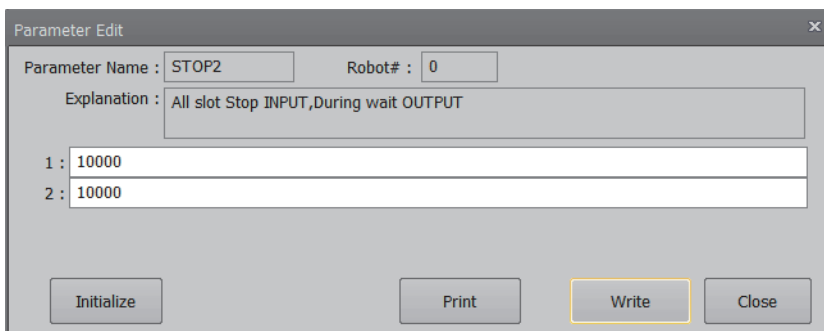 Parameter Edit ×
Parameter Name : STOP2 Robot# : 0
Explanation : All slot Stop INPUT,During wait OUTPUT
1 : 10000
2 : 10000
Initialize Print Write Close